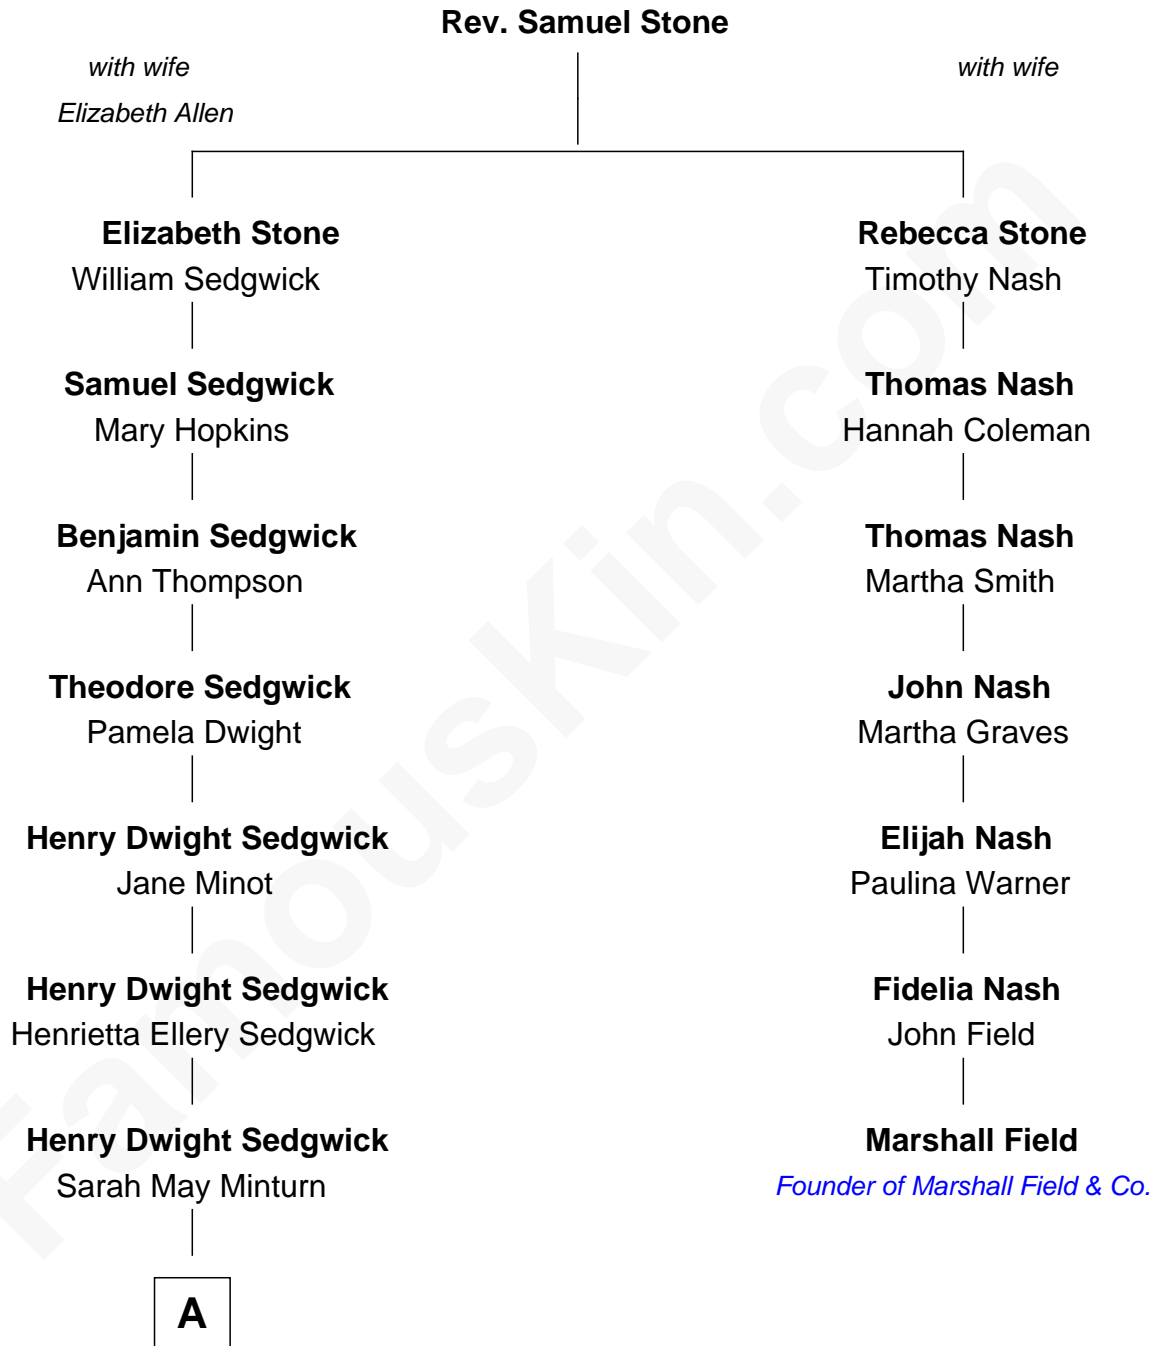 Rev. Samuel Stone
with wife
with wife
Elizabeth Allen
Elizabeth Stone
Rebecca Stone
William Sedgwick
Timothy Nash
Samuel Sedgwick
Thomas Nash
Mary Hopkins
Hannah Coleman
Benjamin Sedgwick
Thomas Nash
Ann Thompson
Martha Smith
Theodore Sedgwick
John Nash
Pamela Dwight
Martha Graves
Henry Dwight Sedgwick
Elijah Nash
Jane Minot
Paulina Warner
Henry Dwight Sedgwick
Fidelia Nash
Henrietta Ellery Sedgwick
John Field
Henry Dwight Sedgwick
Marshall Field
Sarah May Minturn
Founder of Marshall Field & Co.
A
FamousKin.com